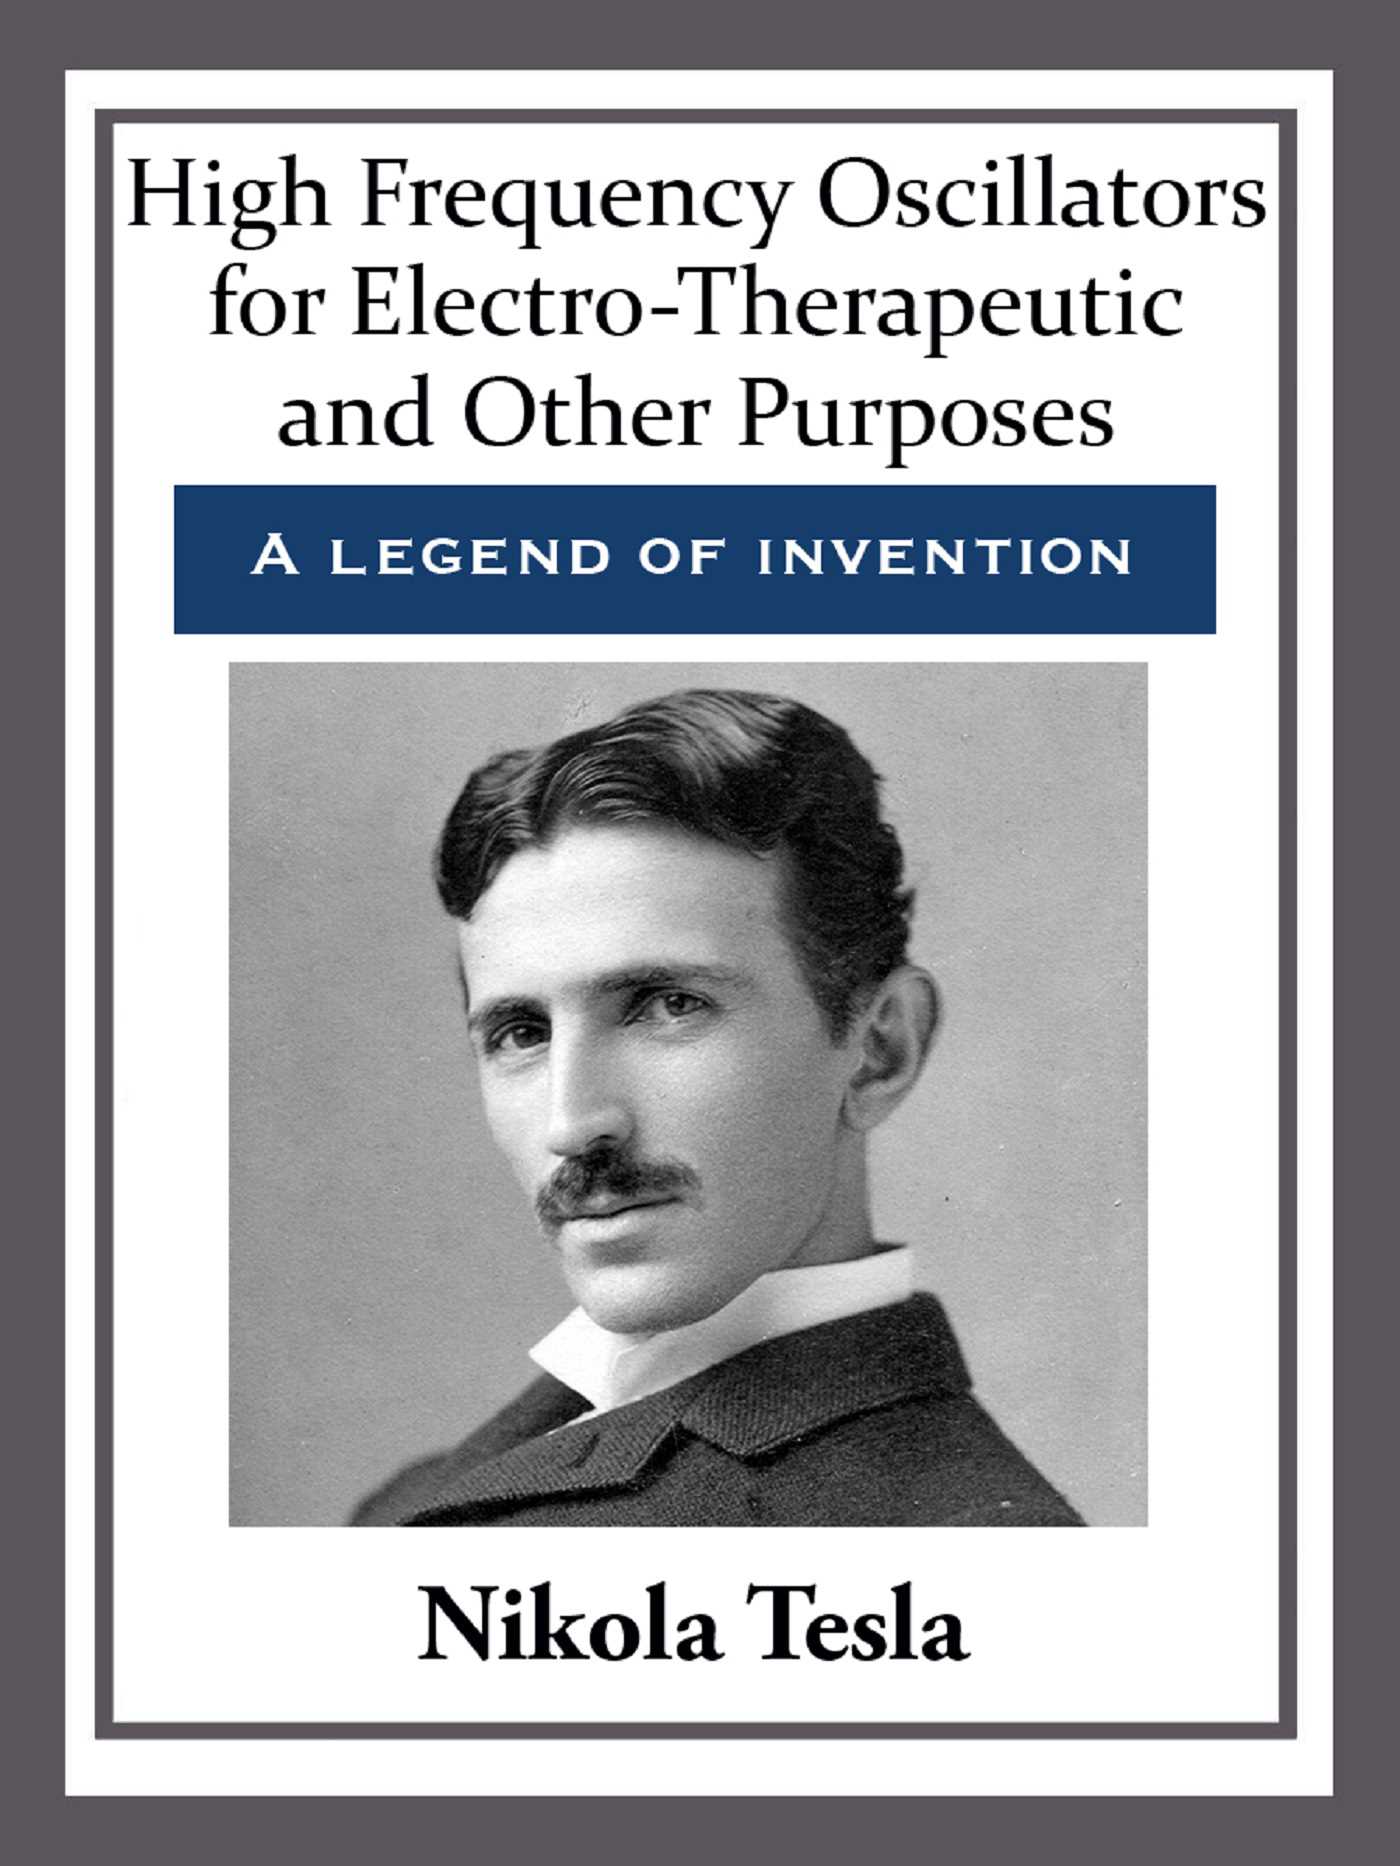 High Frequency Oscillators
for Electro-Therapeutic
and Other Purposes
A LEGEND OF INVENTION
Nikola Tesla